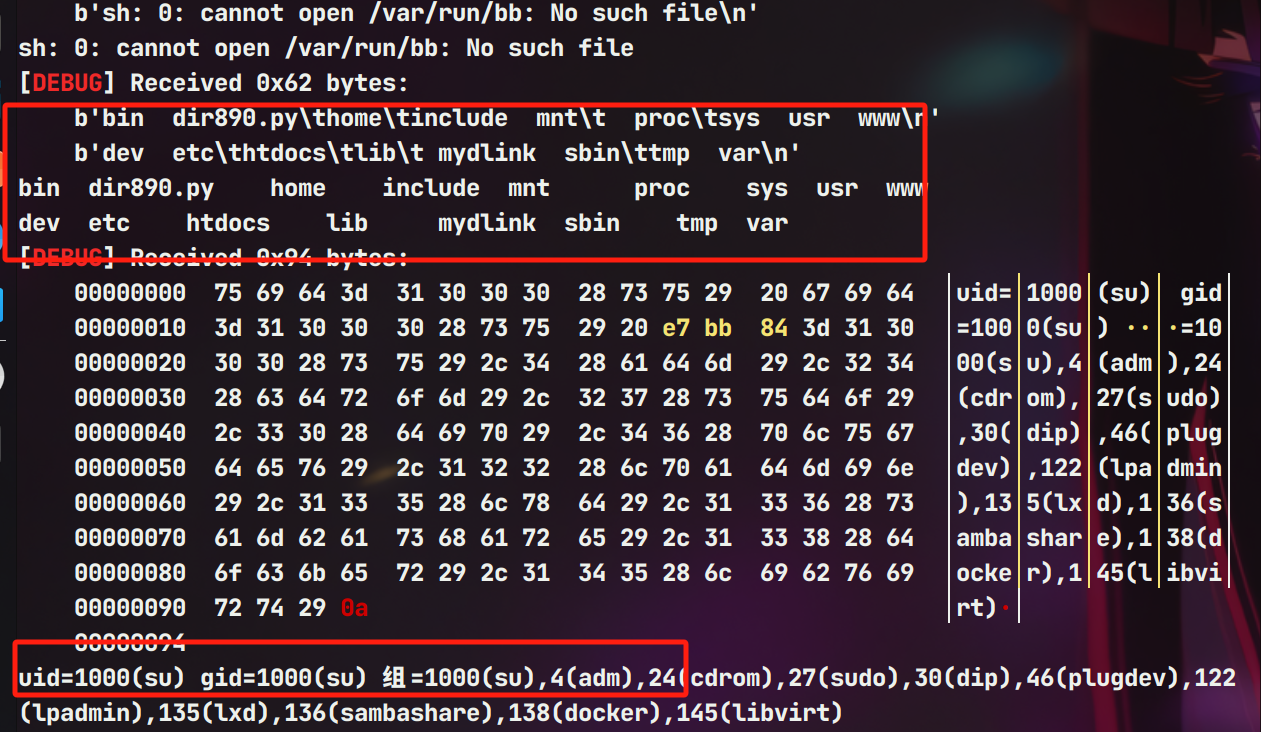 b'sh: 0: cannot open /var/run/bb: No such file\n'
sh: 0: cannot open /var/run/bb: No such file
[DEBUG] Received 0x62 bytes:
b'bin  dir890.py\thome\tinclude  mnt\t  proc\tsys  usr  www\n'
b'dev  etc\thtdocs\tlib\t mydlink  sbin\ttmp  var\n'
bin  dir890.py    home    include  mnt      proc     sys  usr  www
dev  etc    htdocs    lib     mydlink  sbin    tmp  var
[DEBUG] Received 0x94 bytes:
00000000  75 69 64 3d  31 30 30 30  28 73 75 29  20 67 69 64  │uid=│1000│(su)│ gid│
00000010  3d 31 30 30  30 28 73 75  29 20 e7 bb  84 3d 31 30  │=100│0(su│) ··│·=10│
00000020  30 30 28 73  75 29 2c 34  28 61 64 6d  29 2c 32 34  │00(s│u),4│(adm│),24│
00000030  28 63 64 72  6f 6d 29 2c  32 37 28 73  75 64 6f 29  │(cdr│om),│27(s│udo)│
00000040  2c 33 30 28  64 69 70 29  2c 34 36 28  70 6c 75 67  │,30(│dip)│,46(│plug│
00000050  64 65 76 29  2c 31 32 32  28 6c 70 61  64 6d 69 6e  │dev)│,122│(lpa│dmin│
00000060  29 2c 31 33  35 28 6c 78  64 29 2c 31  33 36 28 73  │),13│5(lx│d),1│36(s│
00000070  61 6d 62 61  73 68 61 72  65 29 2c 31  33 38 28 64  │amba│shar│e),1│38(d│
00000080  6f 63 6b 65  72 29 2c 31  34 35 28 6c  69 62 76 69  │ocke│r),1│45(l│ibvi│
00000090  72 74 29 0a  │rt)·│
00000094
uid=1000(su) gid=1000(su) 组=1000(su),4(adm),24(cdrom),27(sudo),30(dip),46(plugdev),122
(lpadmin),135(lxd),136(sambashare),138(docker),145(libvirt)